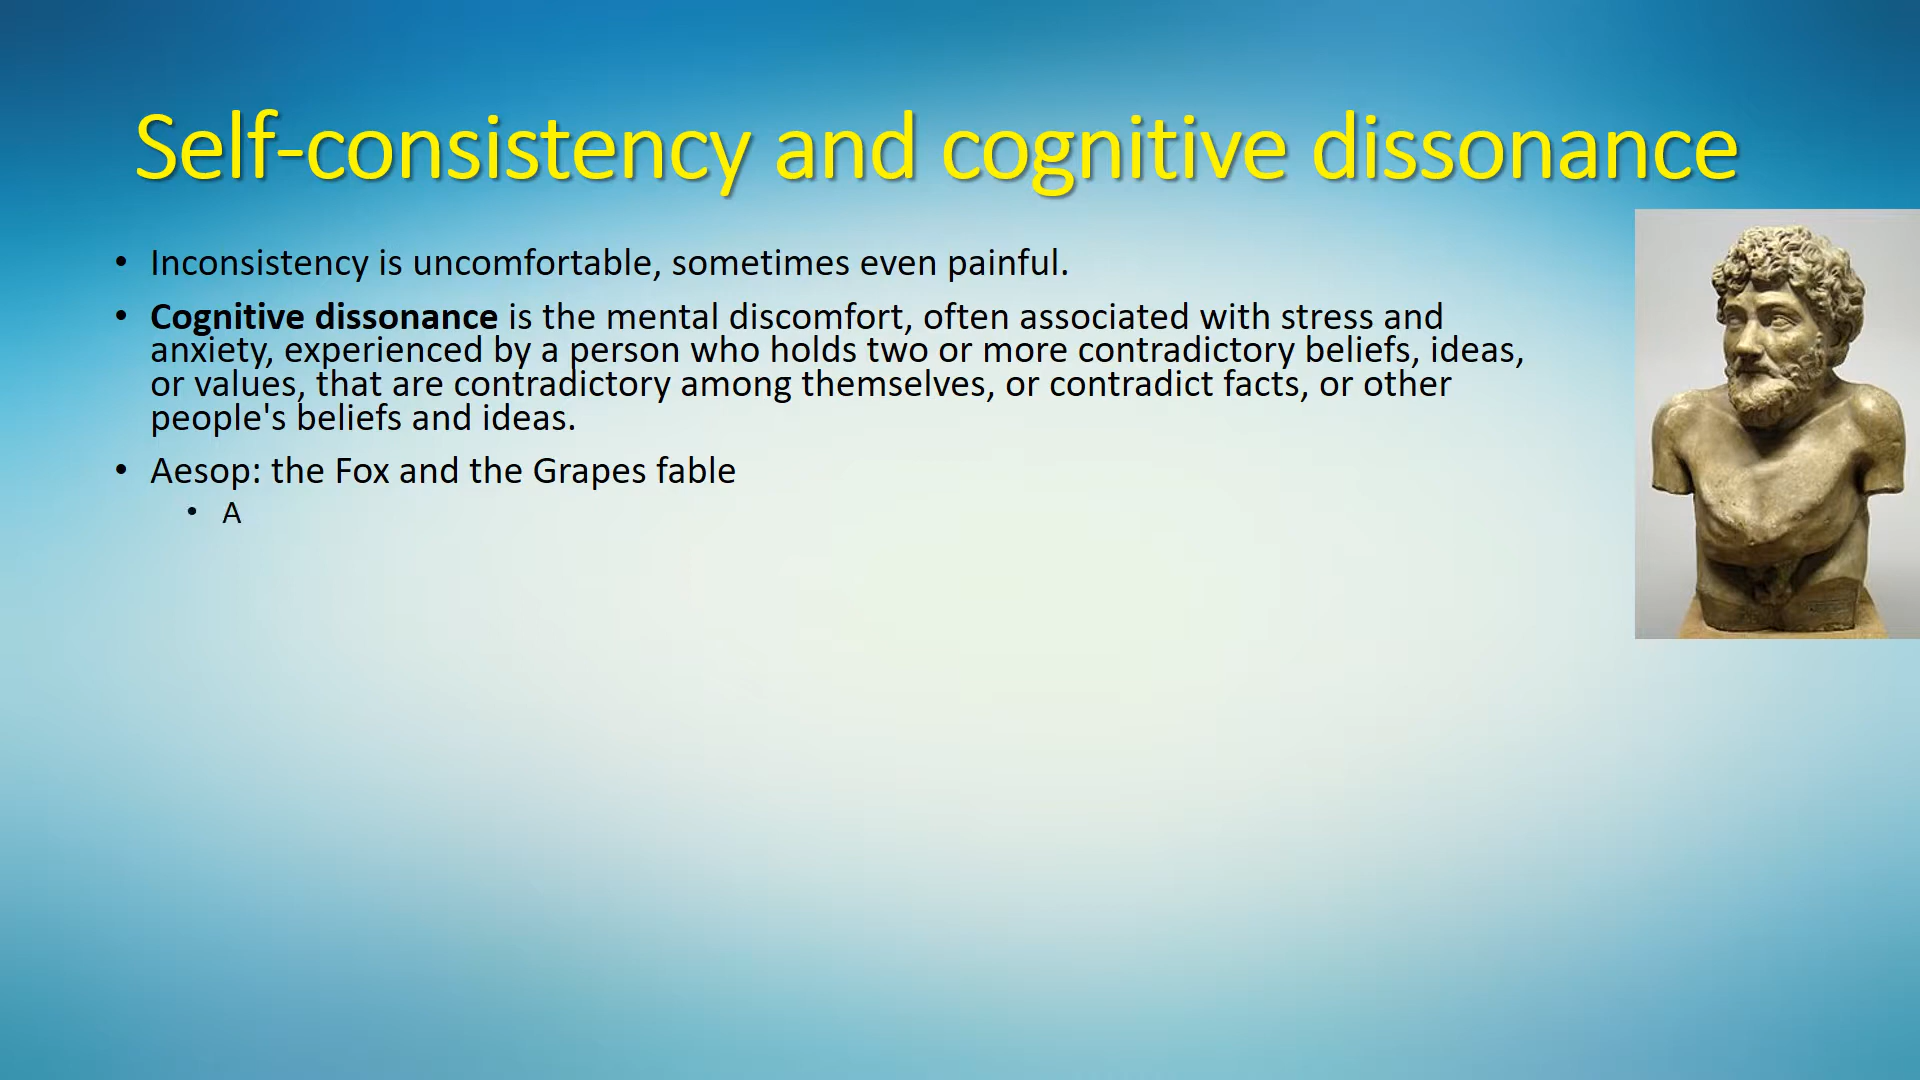 Self-consistency and cognitive dissonance
• Inconsistency is uncomfortable, sometimes even painful.
• Cognitive dissonance is the mental discomfort, often associated with stress and
anxiety, experienced by a person who holds two or more contradictory beliefs, ideas,
or values, that are contradictory among themselves, or contradict facts, or other
people's beliefs and ideas.
• Aesop: the Fox and the Grapes fable
• A